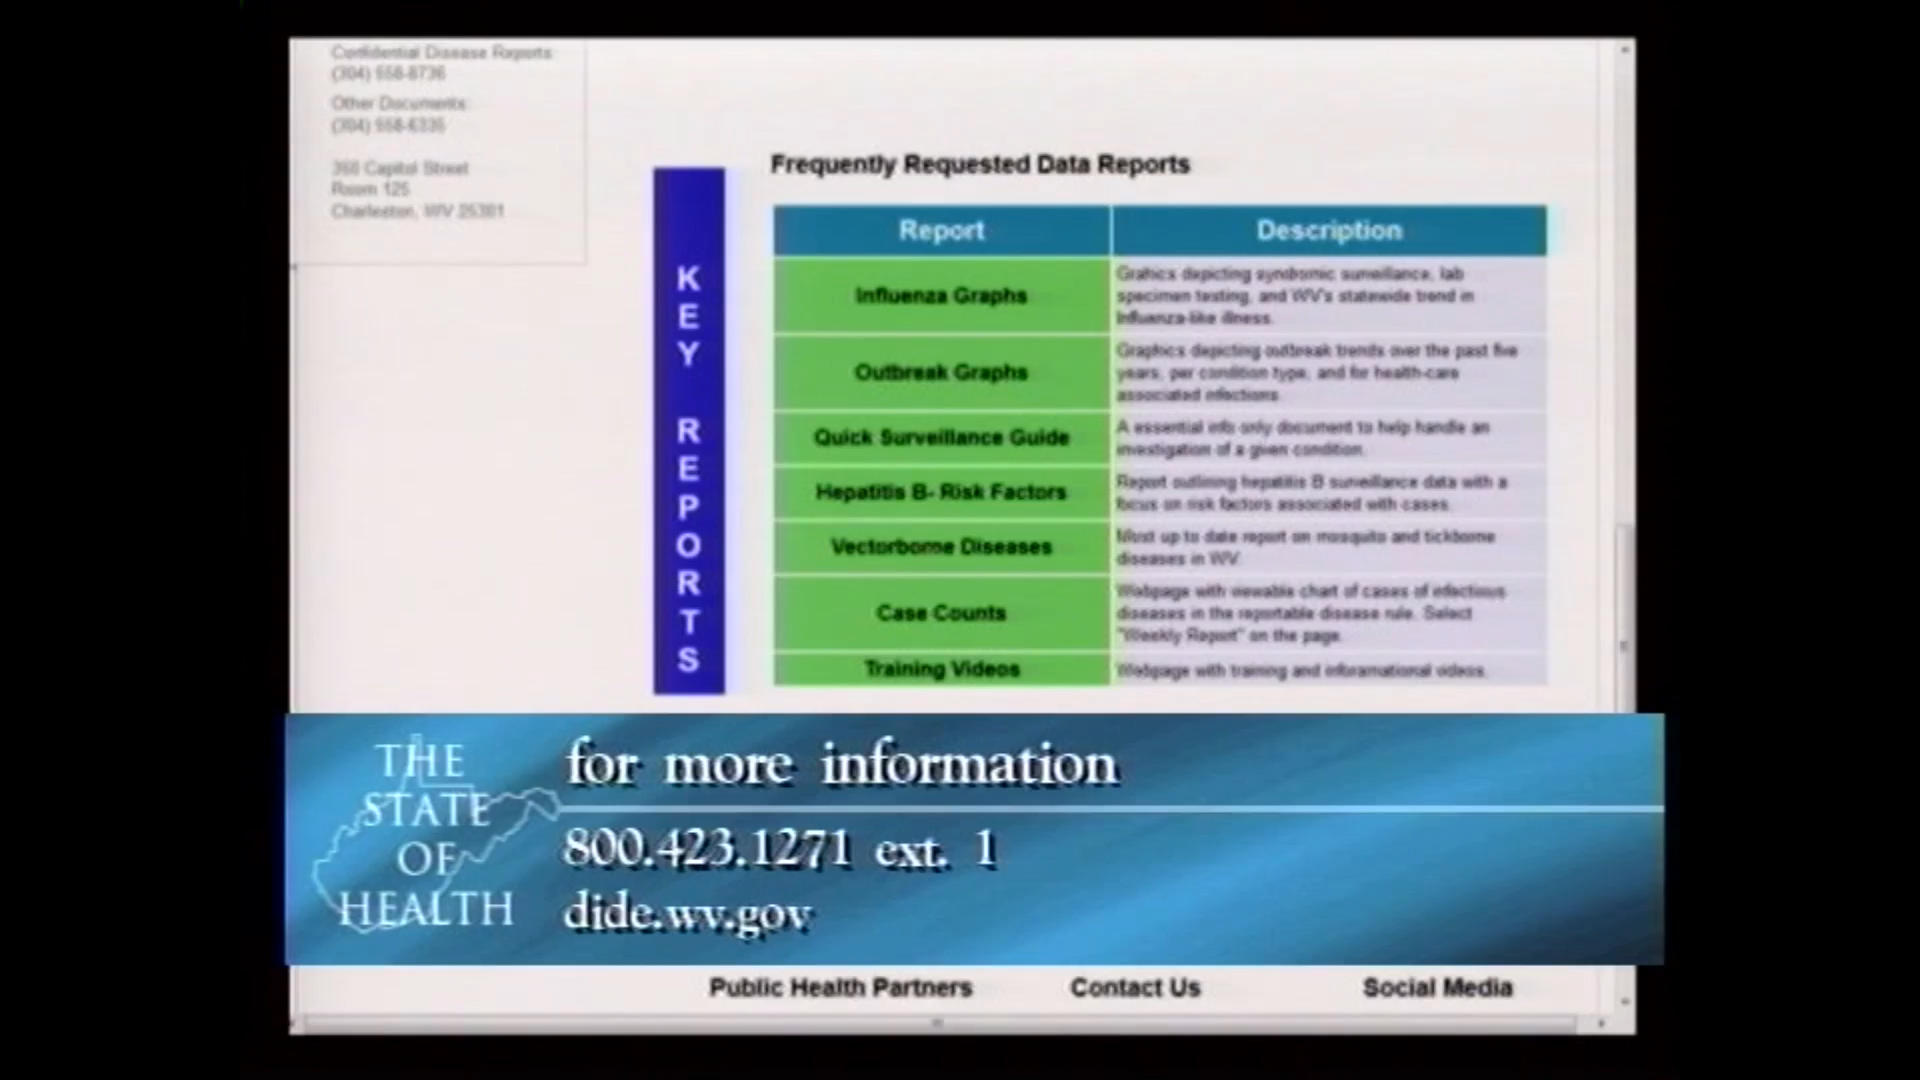 Confidential Disease Reports:
(304) 558-8736
Other Documents:
(304) 558-6335
350 Capitol Street
Room 125
Charleston, WV 25301
KEY REPORTS
Frequently Requested Data Reports
Report Description
Influenza Graphs
Grahics depicting syndromic surveillance, lab
specimen testing, and WV's statewide trend in
Influenza-like illness.
Outbreak Graphs
Graphics depicting outbreak trends over the past five
years, per condition type, and for health-care
associated infections.
Quick Surveillance Guide
A essential info only document to help handle an
investigation of a given condition.
Hepatitis B- Risk Factors
Report outlining hepatitis B surveillance data with a
focus on risk factors associated with cases.
Vectorborne Diseases
Most up to date report on mosquito and tickborne
diseases in WV.
Case Counts
Webpage with viewable chart of cases of infectious
diseases in the reportable disease rule. Select
"Weekly Report" on the page.
Training Videos
Webpage with training and inforamational videos.
THE
STATE
OF
HEALTH
for more information
800.423.1271 ext. 1
dide.wv.gov
Public Health Partners Contact Us Social Media